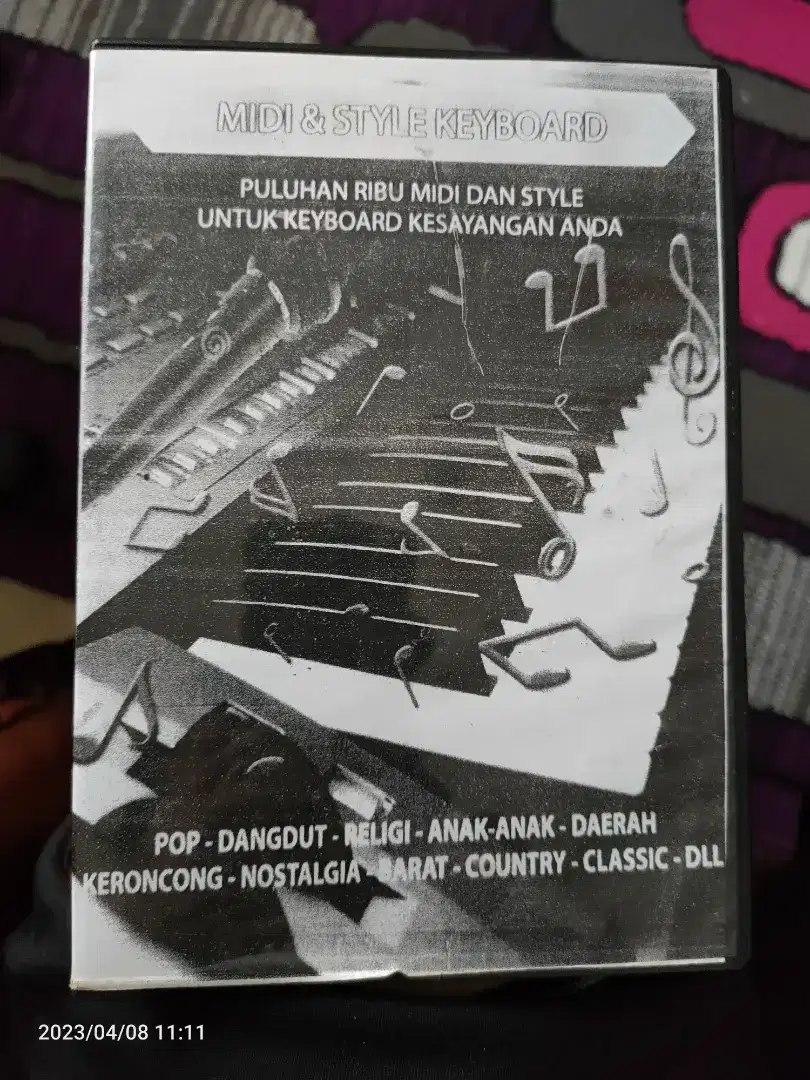 MIDI & STYLE KEYBOARD
PULUHAN RIBU MIDI DAN STYLE
UNTUK KEYBOARD KESAYANGAN ANDA
POP - DANGDUT - RELIGI - ANAK-ANAK - DAERAH
KERONCONG - NOSTALGIA - BARAT - COUNTRY - CLASSIC - DLL
2023/04/08 11:11